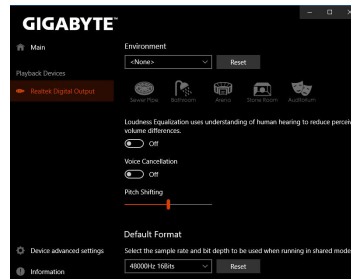 GIGABYTE™
Main
Playback Devices
Realtek Digital Output
Device advanced settings
Information
Environment
<None>
Reset
Sewer Pipe
Bathroom
Arena
Stone Room
Auditorium
Loudness Equalization uses understanding of human hearing to reduce perceiv
volume differences.
Off
Voice Cancellation
Off
Pitch Shifting
Default Format
Select the sample rate and bit depth to be used when running in shared mode
48000Hz 16Bits
Reset